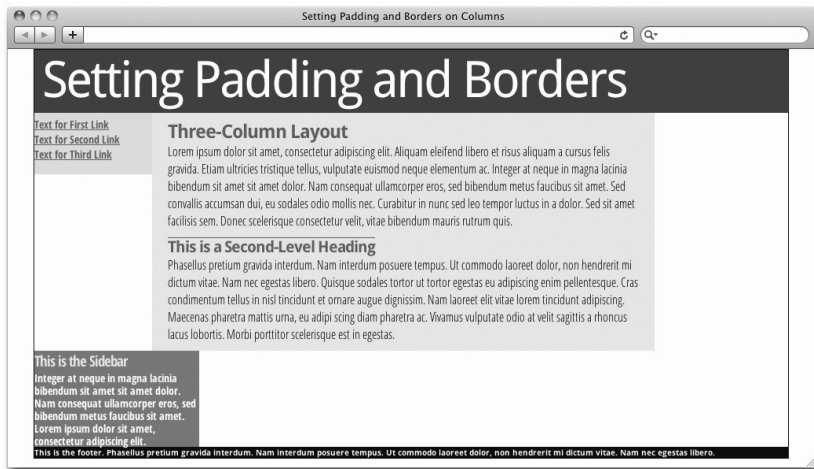 Setting Padding and Borders on Columns
Setting Padding and Borders
Text for First Link
Text for Second Link
Text for Third Link
Three-Column Layout
Lorem ipsum dolor sit amet, consectetur adipiscing elit. Aliquam eleifend libero et risus aliquam a cursus felis
gravida. Etiam ultricies tristique tellus, vulputate euismod neque elementum ac. Integer at neque in magna lacinia
bibendum sit amet sit amet dolor. Nam consequat ullamcorper eros, sed bibendum metus faucibus sit amet. Sed
convallis accumsan dui, eu sodales odio mollis nec. Curabitur in nunc sed leo tempor luctus in a dolor. Sed sit amet
facilisis sem. Donec scelerisque consectetur velit, vitae bibendum mauris rutrum quis.
This is a Second-Level Heading
Phasellus pretium gravida interdum. Nam interdum posuere tempus. Ut commodo laoreet dolor, non hendrerit mi
dictum vitae. Nam nec egestas libero. Quisque sodales tortor ut tortor egestas eu adipiscing enim pellentesque. Cras
condimentum tellus in nisl tincidunt et ornare augue dignissim. Nam laoreet elit vitae lorem tincidunt adipiscing.
Maecenas pharetra mattis urna, eu adipi scing diam pharetra ac. Vivamus vulputate odio at velit sagittis a rhoncus
lacus lobortis. Morbi porttitor scelerisque est in egestas.
This is the Sidebar
Integer at neque in magna lacinia
bibendum sit amet sit amet dolor.
Nam consequat ullamcorper eros, sed
bibendum metus faucibus sit amet.
Lorem ipsum dolor sit amet,
consectetur adipiscing elit.
This is the footer. Phasellus pretium gravida interdum. Nam interdum posuere tempus. Ut commodo laoreet dolor, non hendrerit mi dictum vitae. Nam nec egestas libero.